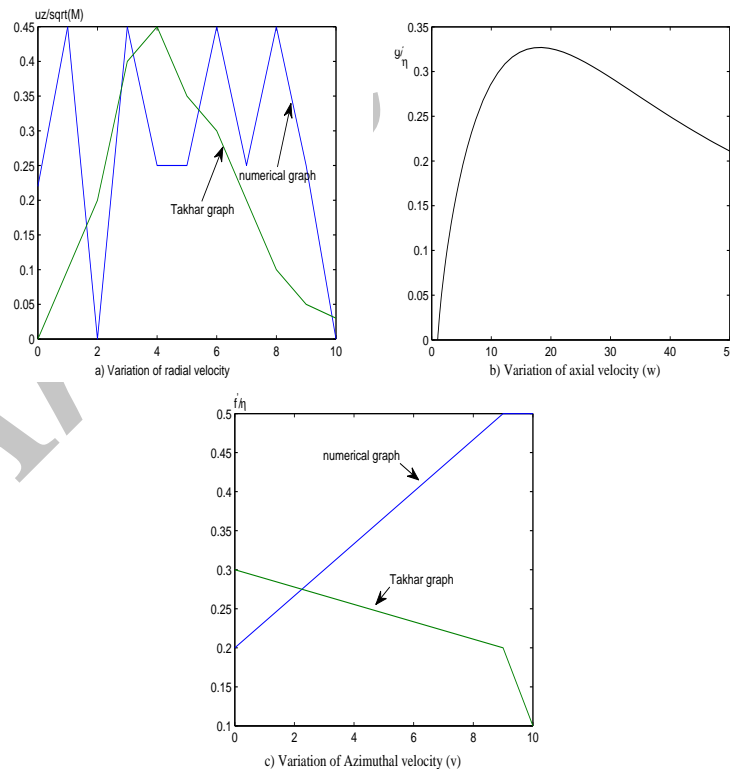 uz/sqrt(M)
0.45
0.4
0.35
0.3
0.25
0.2
0.15
0.1
0.05
0
0 2 4 6 8 10
numerical graph
Takhar graph
a) Variation of radial velocity
0.35
0.3
0.25
0.2
0.15
0.1
0.05
0
0 10 20 30 40 50
b) Variation of axial velocity (w)
f'/η
0.5
0.45
0.4
0.35
0.3
0.25
0.2
0.15
0.1
0 2 4 6 8 10
numerical graph
Takhar graph
c) Variation of Azimuthal velocity (v)